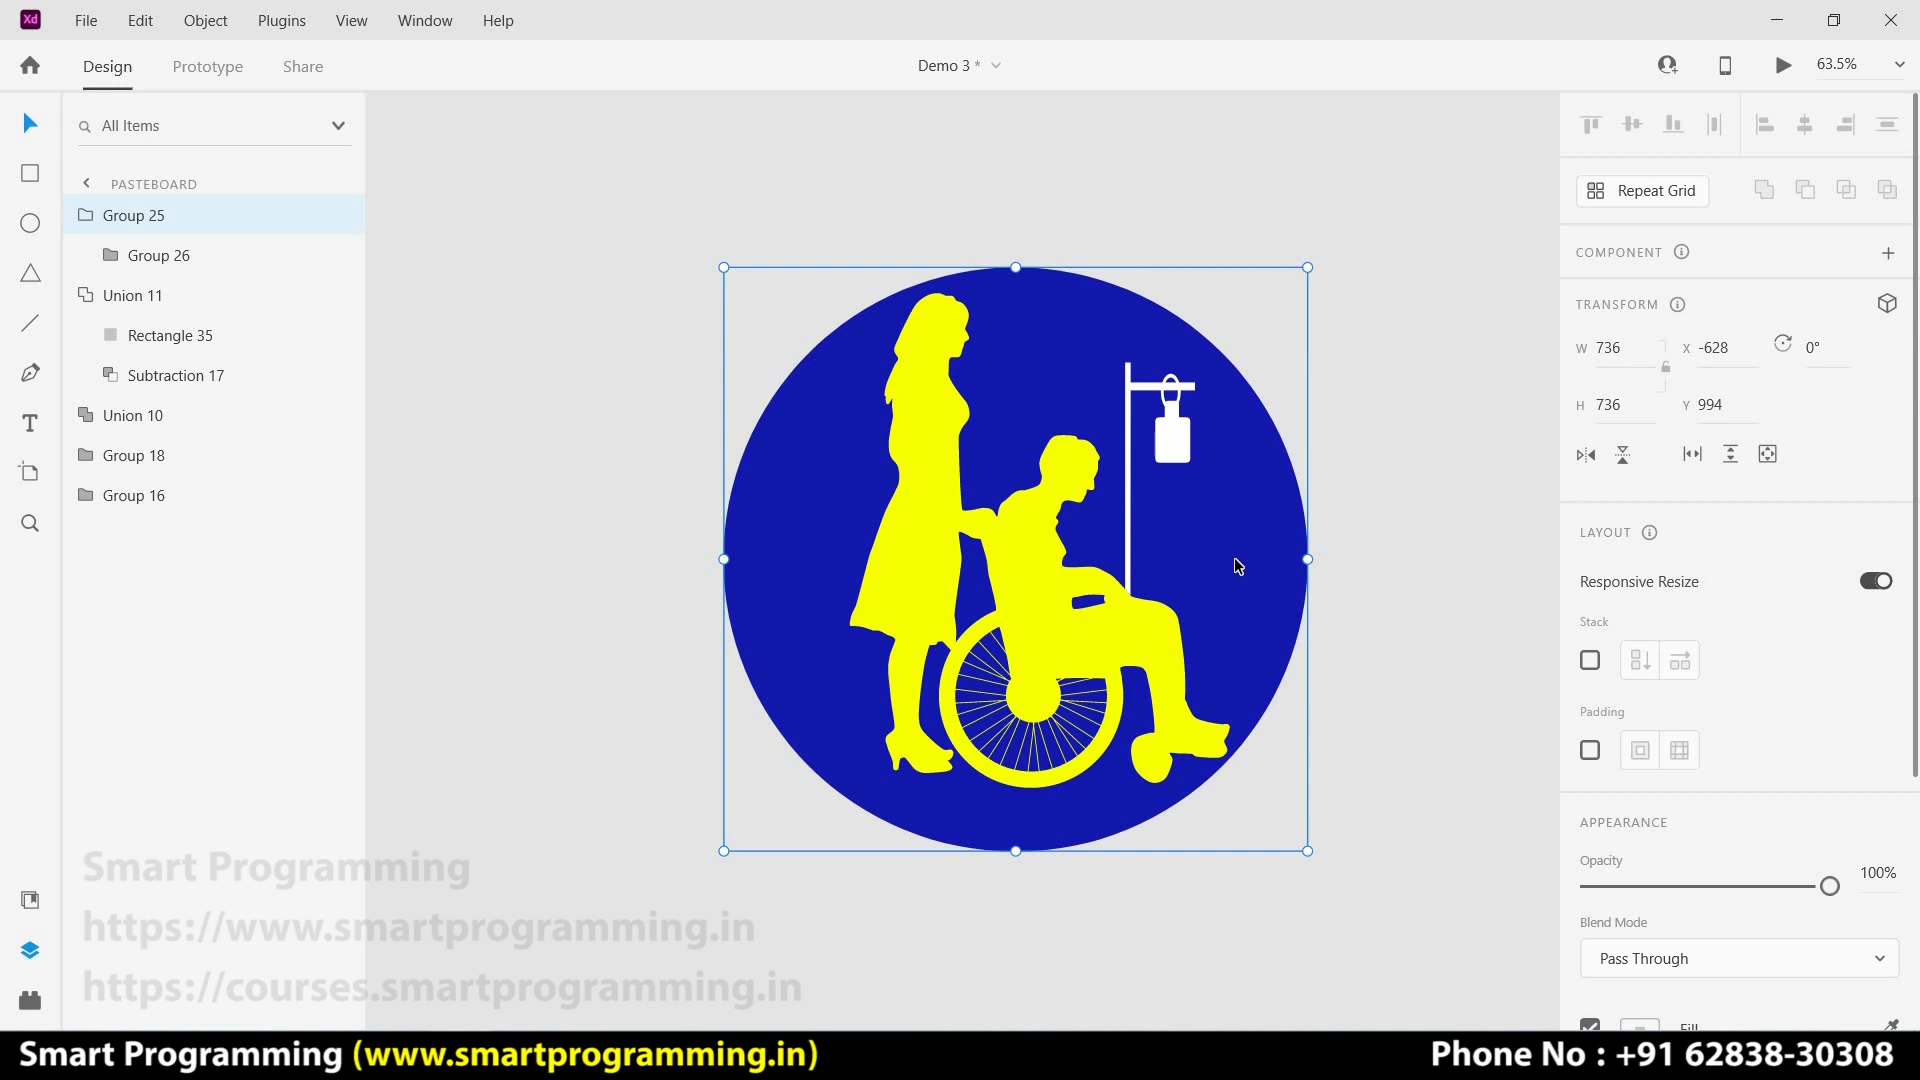 Xd File Edit Object Plugins View Window Help
Design Prototype Share Demo 3 * 63.5%
All Items
PASTEBOARD
Group 25
Group 26
Union 11
Rectangle 35
Subtraction 17
Union 10
Group 18
Group 16
Repeat Grid
COMPONENT
TRANSFORM
W 736 X -628 0°
H 736 Y 994
LAYOUT
Responsive Resize
Stack
Padding
APPEARANCE
Opacity
100%
Blend Mode
Pass Through
Fill
Smart Programming
https://www.smartprogramming.in
https://courses.smartprogramming.in
Smart Programming (www.smartprogramming.in) Phone No : +91 62838-30308